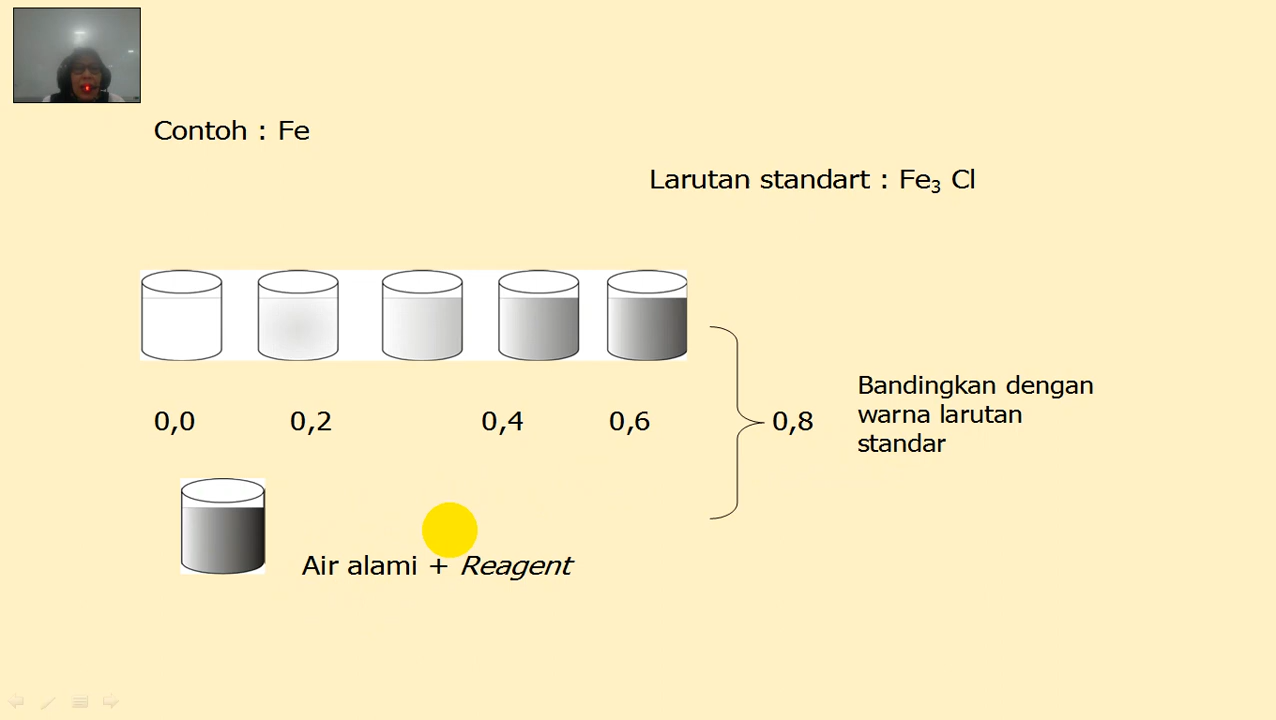 Contoh : Fe
Larutan standart : Fe₃ Cl
0,0 0,2 0,4 0,6 0,8
Bandingkan dengan
warna larutan
standar
Air alami + Reagent